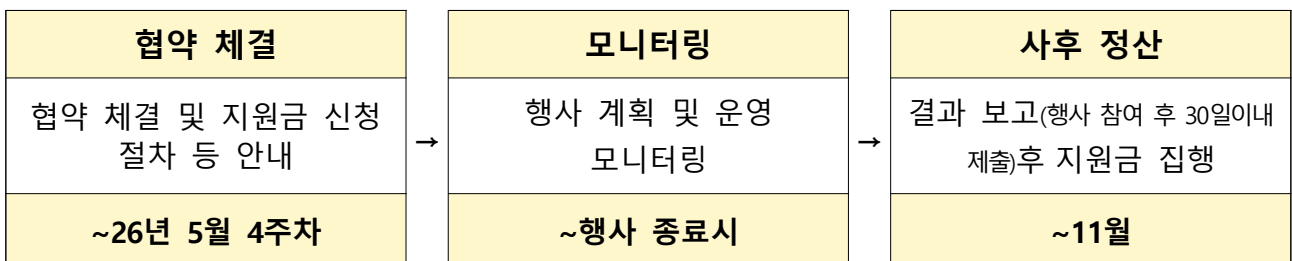 협약 체결
협약 체결 및 지원금 신청
절차 등 안내
~26년 5월 4주차
→
모니터링
행사 계획 및 운영
모니터링
~행사 종료시
→
사후 정산
결과 보고(행사 참여 후 30일이내
제출)후 지원금 집행
~11월